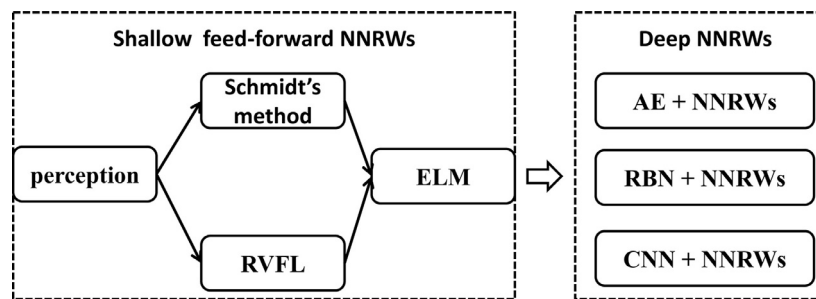 Shallow feed-forward NNRWs
Schmidt's
method
perception
ELM
RVFL
Deep NNRWs
AE + NNRWs
RBN + NNRWs
CNN + NNRWs